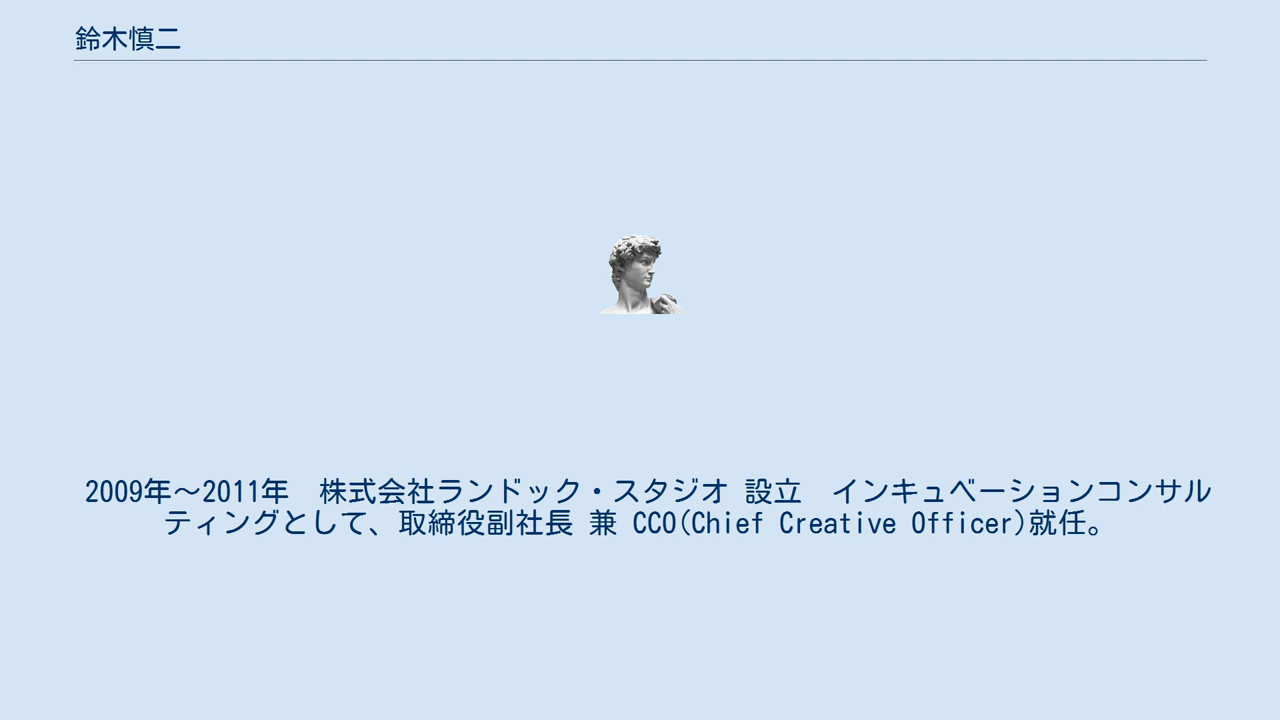 鈴木慎二
2009年～2011年　株式会社ランドック・スタジオ 設立　インキュベーションコンサル
ティングとして、取締役副社長 兼 CCO(Chief Creative Officer)就任。